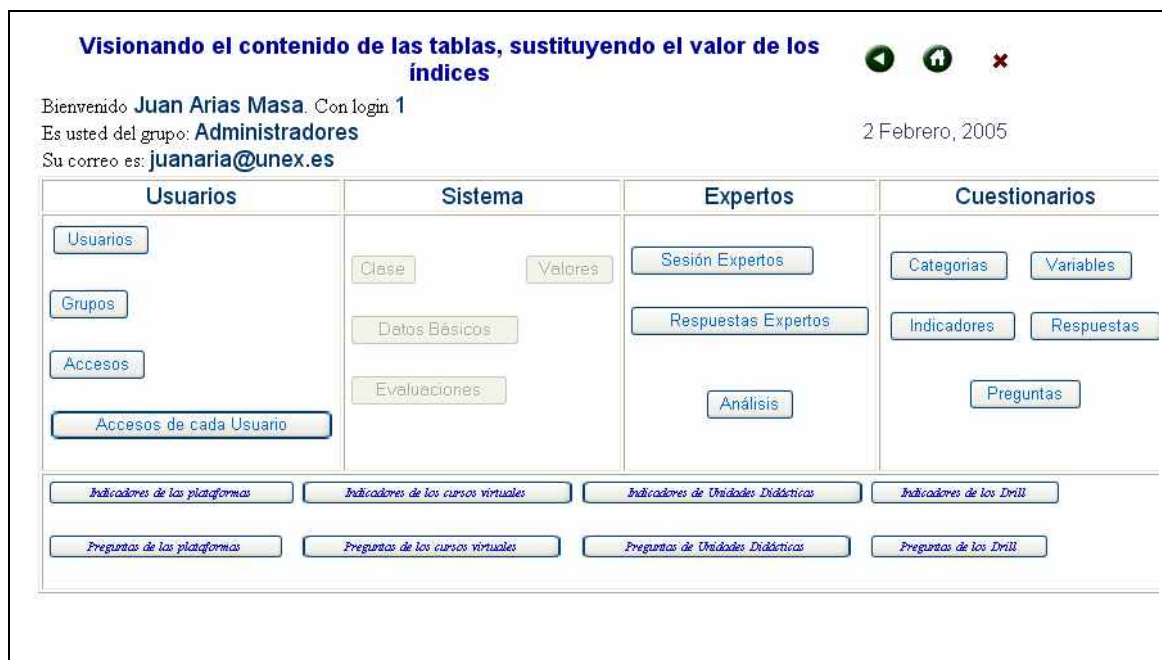 Visionando el contenido de las tablas, sustituyendo el valor de los
índices
Bienvenido Juan Arias Masa. Con login 1
Es usted del grupo: Administradores
2 Febrero, 2005
Su correo es: juanaria@unex.es
Usuarios Sistema Expertos Cuestionarios
Usuarios
Clase Valores
Sesión Expertos
Categorias Variables
Grupos
Datos Básicos
Respuestas Expertos
Indicadores Respuestas
Accesos
Evaluaciones
Análisis
Preguntas
Accesos de cada Usuario
Indicadores de las plataformas Indicadores de los cursos virtuales Indicadores de Unidades Didácticas Indicadores de los Drill
Preguntas de las plataformas Preguntas de los cursos virtuales Preguntas de Unidades Didácticas Preguntas de los Drill